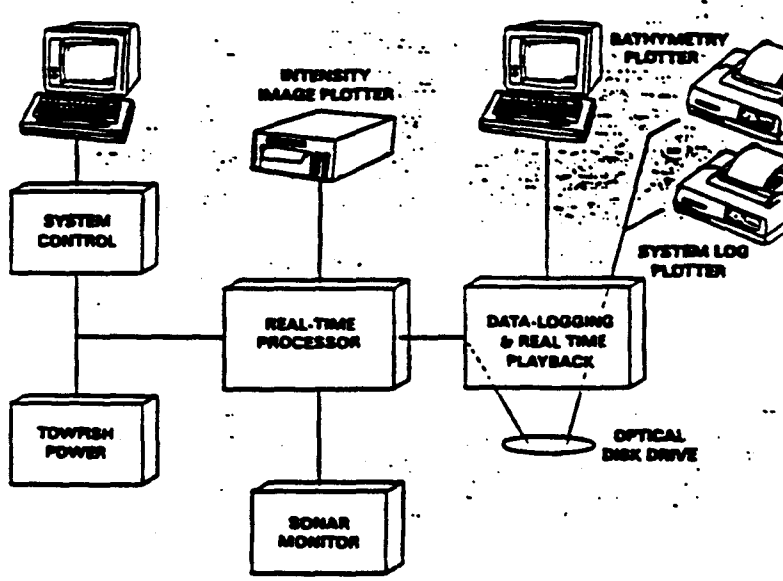 BATHYMETRY
PLOTTER
INTENSITY
IMAGE PLOTTER
SYSTEM
CONTROL
SYSTEM LOG
PLOTTER
REAL-TIME
PROCESSOR
DATA-LOGGING
& REAL TIME
PLAYBACK
TOWFISH
POWER
OPTICAL
DISK DRIVE
SONAR
MONITOR